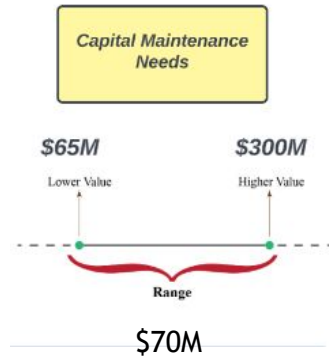 Capital Maintenance
Needs
$65M
$300M
Lower Value
Higher Value
Range
$70M